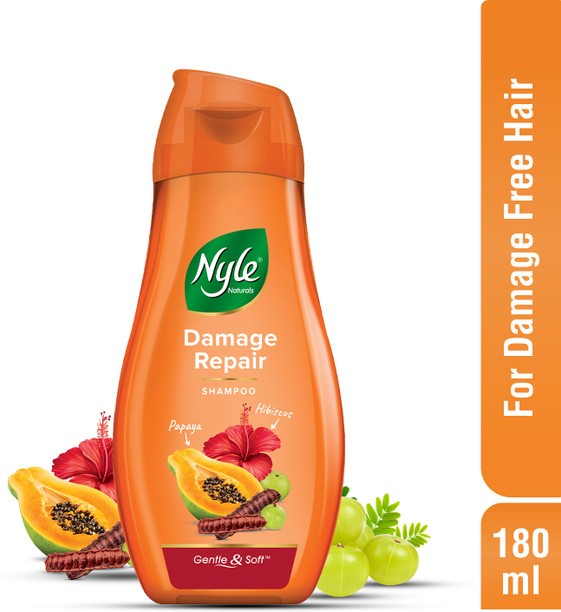 Nyle®
Naturals
Damage
Repair
SHAMPOO
Papaya
Hibiscus
Gentle & Soft™
For Damage Free Hair
180
ml